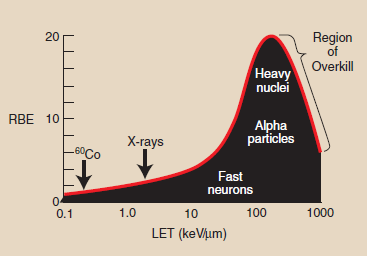 20
10
0
RBE
60Co
X-rays
Heavy
nuclei
Alpha
particles
Fast
neurons
Region
of
Overkill
0.1
1.0
10
100
1000
LET (keV/µm)